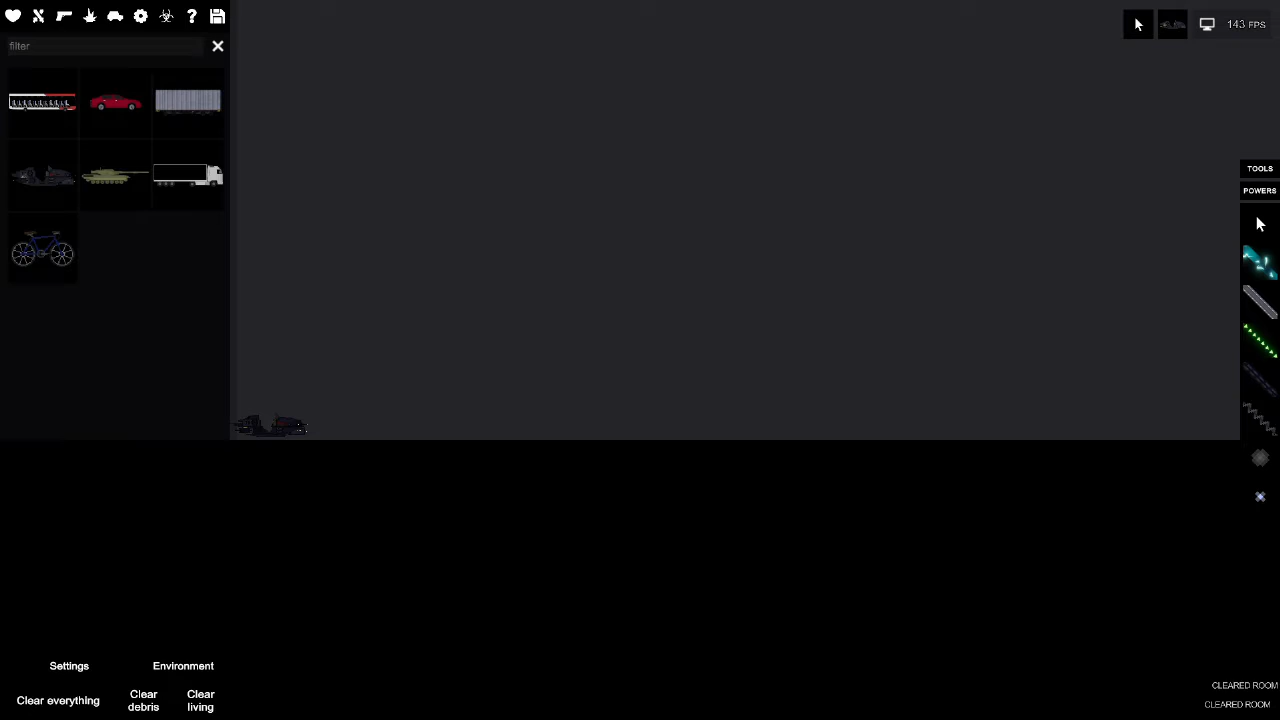 143 FPS
filter
TOOLS
POWERS
Settings
Environment
Clear everything
Clear
debris
Clear
living
CLEARED ROOM
CLEARED ROOM